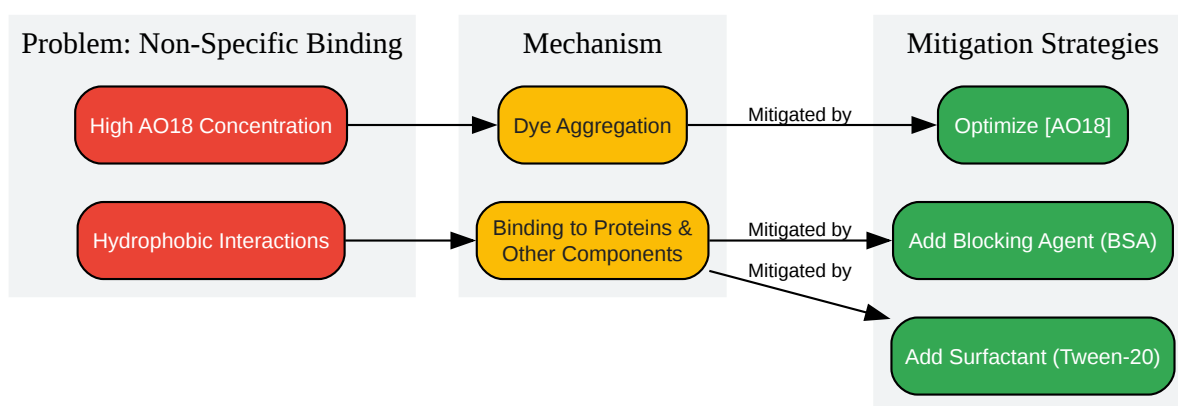 Problem: Non-Specific Binding
Mechanism
Mitigation Strategies
High AO18 Concentration
Dye Aggregation
Mitigated by
Optimize [AO18]
Hydrophobic Interactions
Binding to Proteins &
Other Components
Mitigated by
Add Blocking Agent (BSA)
Mitigated by
Add Surfactant (Tween-20)